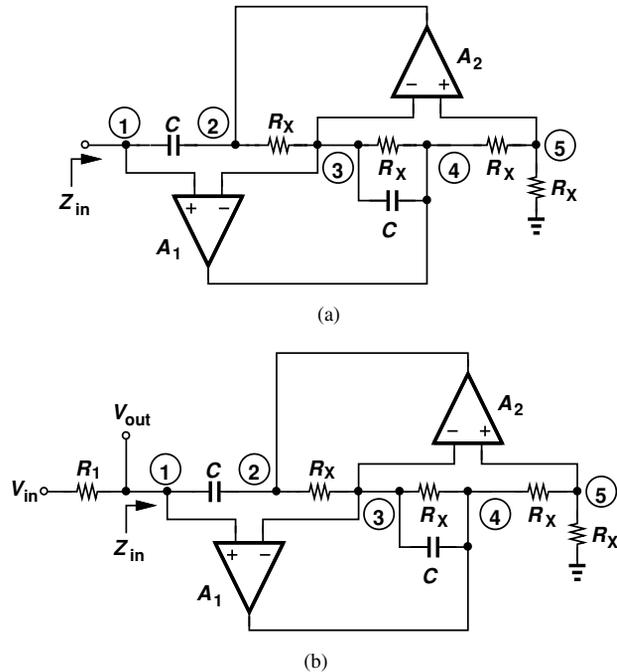 A2
− +
1 C 2 RX
3 RX 4 RX 5
Zin
+ −
A1
C
RX
(a)
A2
− +
Vout
Vin R1 1 C 2 RX
3 RX 4 RX 5
Zin
+ −
A1
C
RX
(b)